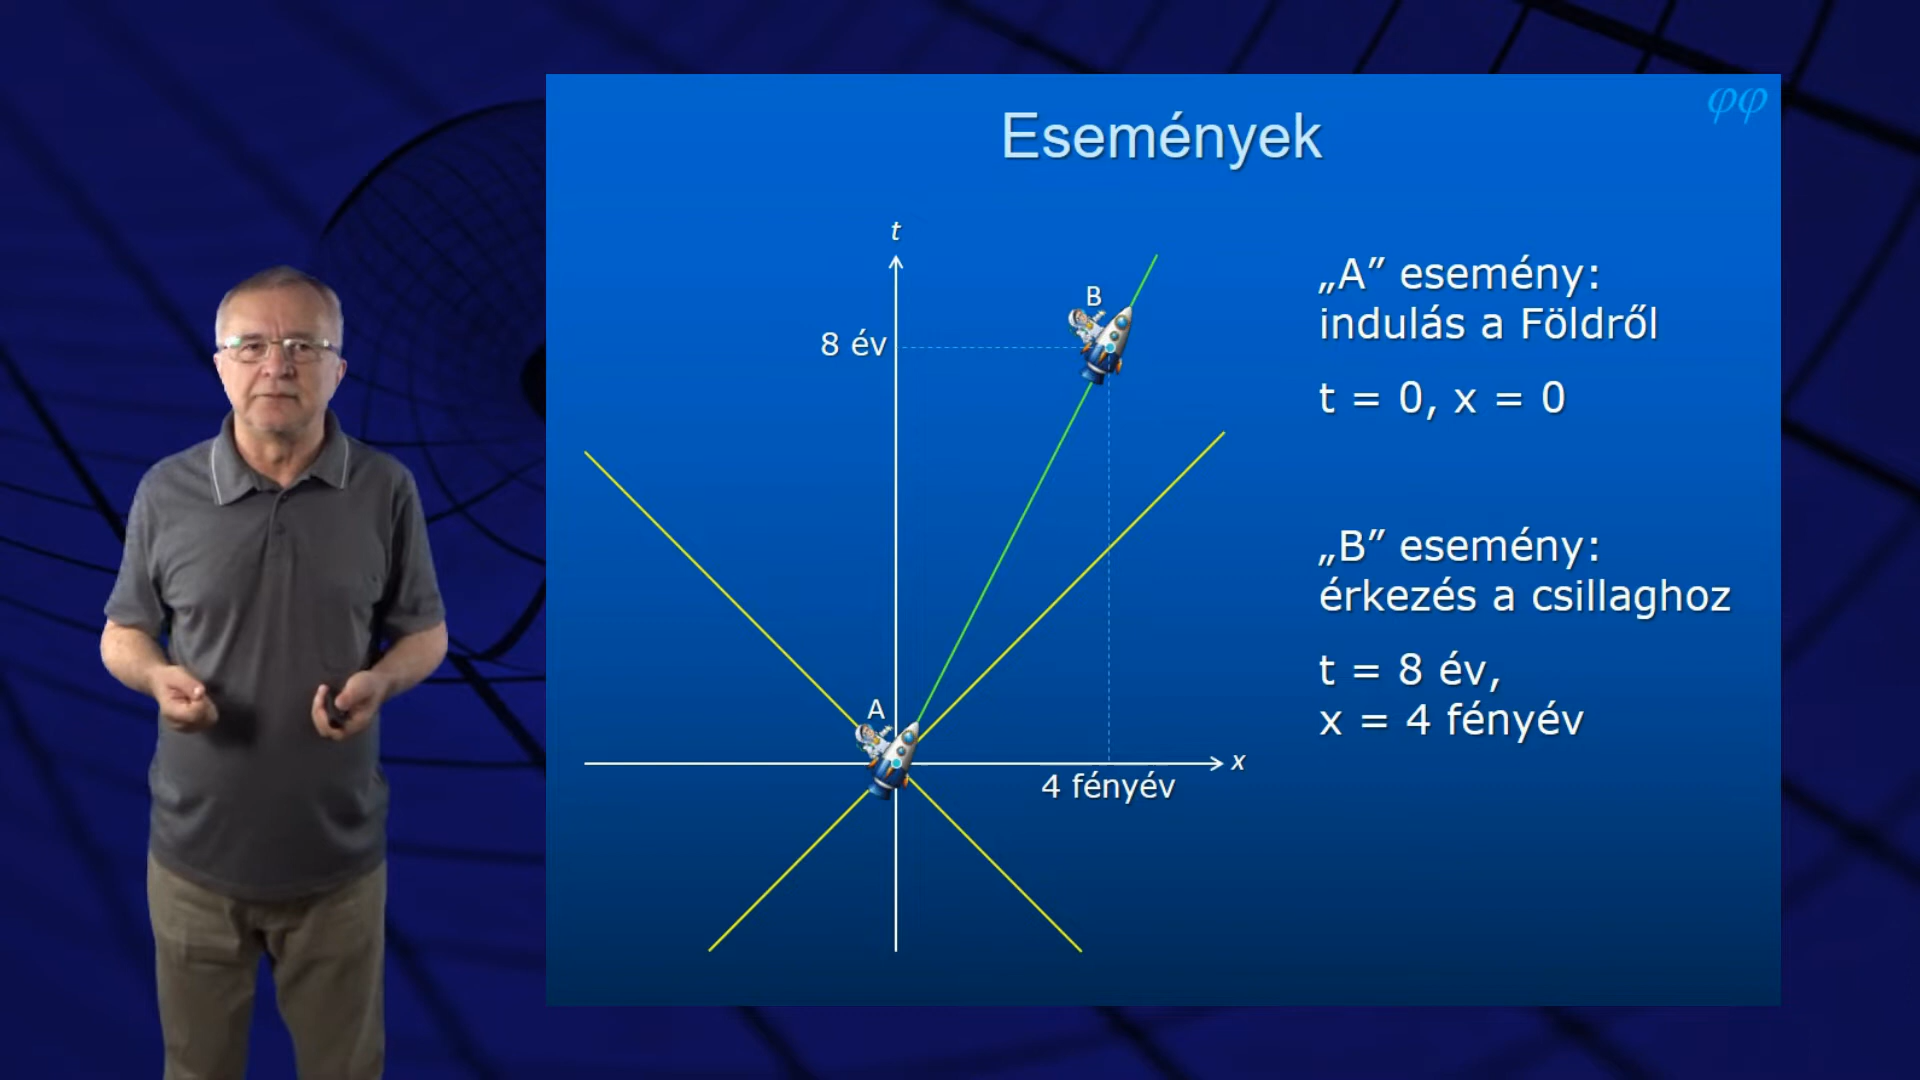 φφ
Események
t
B
8 év
A
x
4 fényév
„A” esemény:
indulás a Földről
t = 0, x = 0
„B” esemény:
érkezés a csillaghoz
t = 8 év,
x = 4 fényév